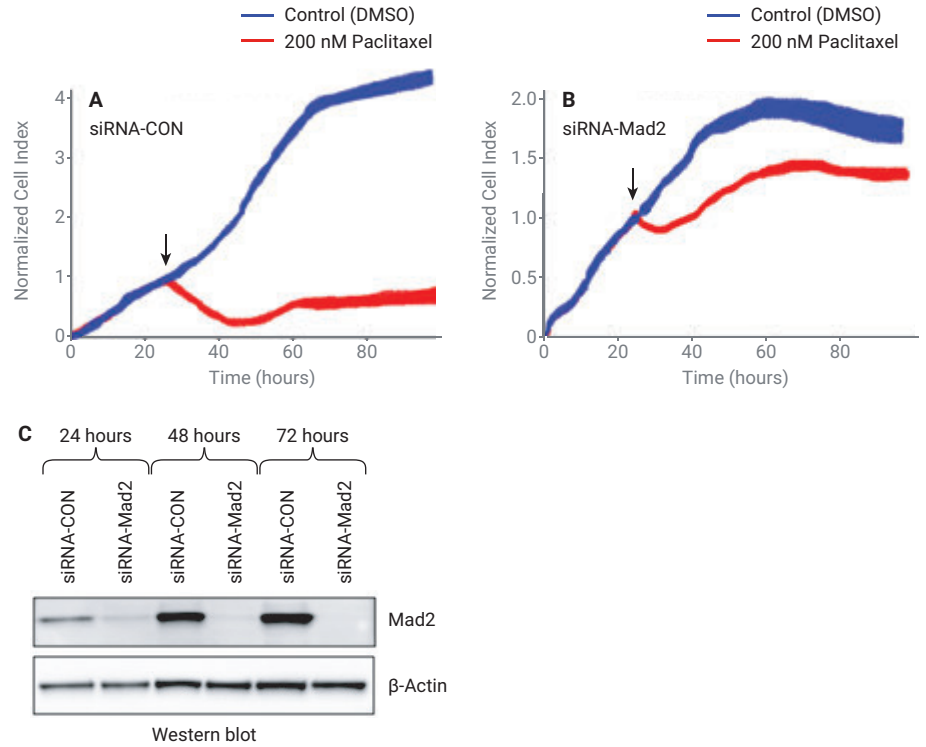 Control (DMSO)
200 nM Paclitaxel
A
siRNA-CON
Normalized Cell Index
4
3
2
1
0
0 20 40 60 80
Time (hours)
Control (DMSO)
200 nM Paclitaxel
B
siRNA-Mad2
Normalized Cell Index
2.0
1.5
1.0
0.5
0
0 20 40 60 80
Time (hours)
C
24 hours 48 hours 72 hours
siRNA-CON
siRNA-Mad2
siRNA-CON
siRNA-Mad2
siRNA-CON
siRNA-Mad2
Mad2
β-Actin
Western blot